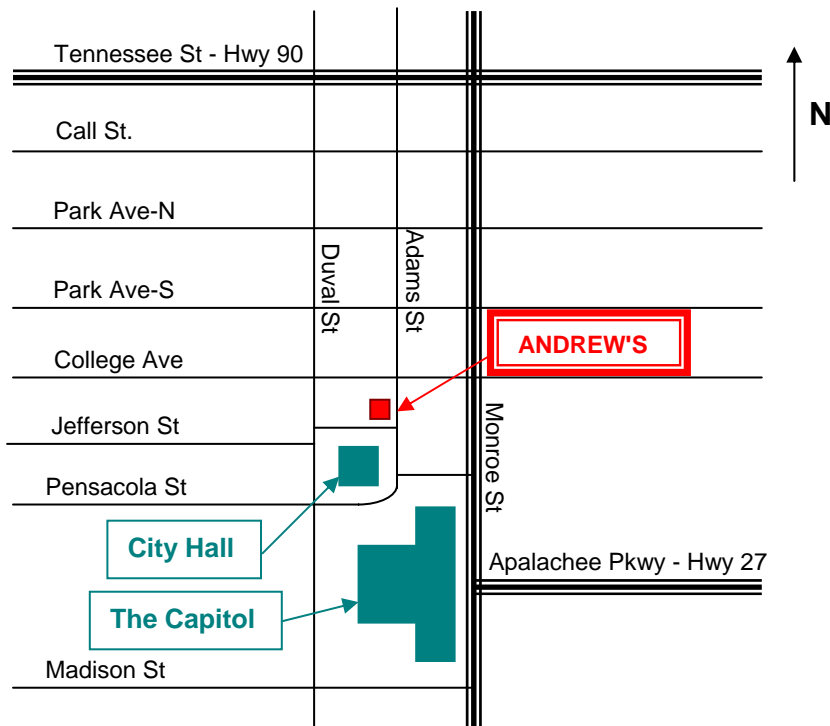 Tennessee St - Hwy 90
N
Call St.
Park Ave-N
Duval St
Adams St
Park Ave-S
ANDREW'S
College Ave
Jefferson St
Monroe St
Pensacola St
City Hall
Apalachee Pkwy - Hwy 27
The Capitol
Madison St